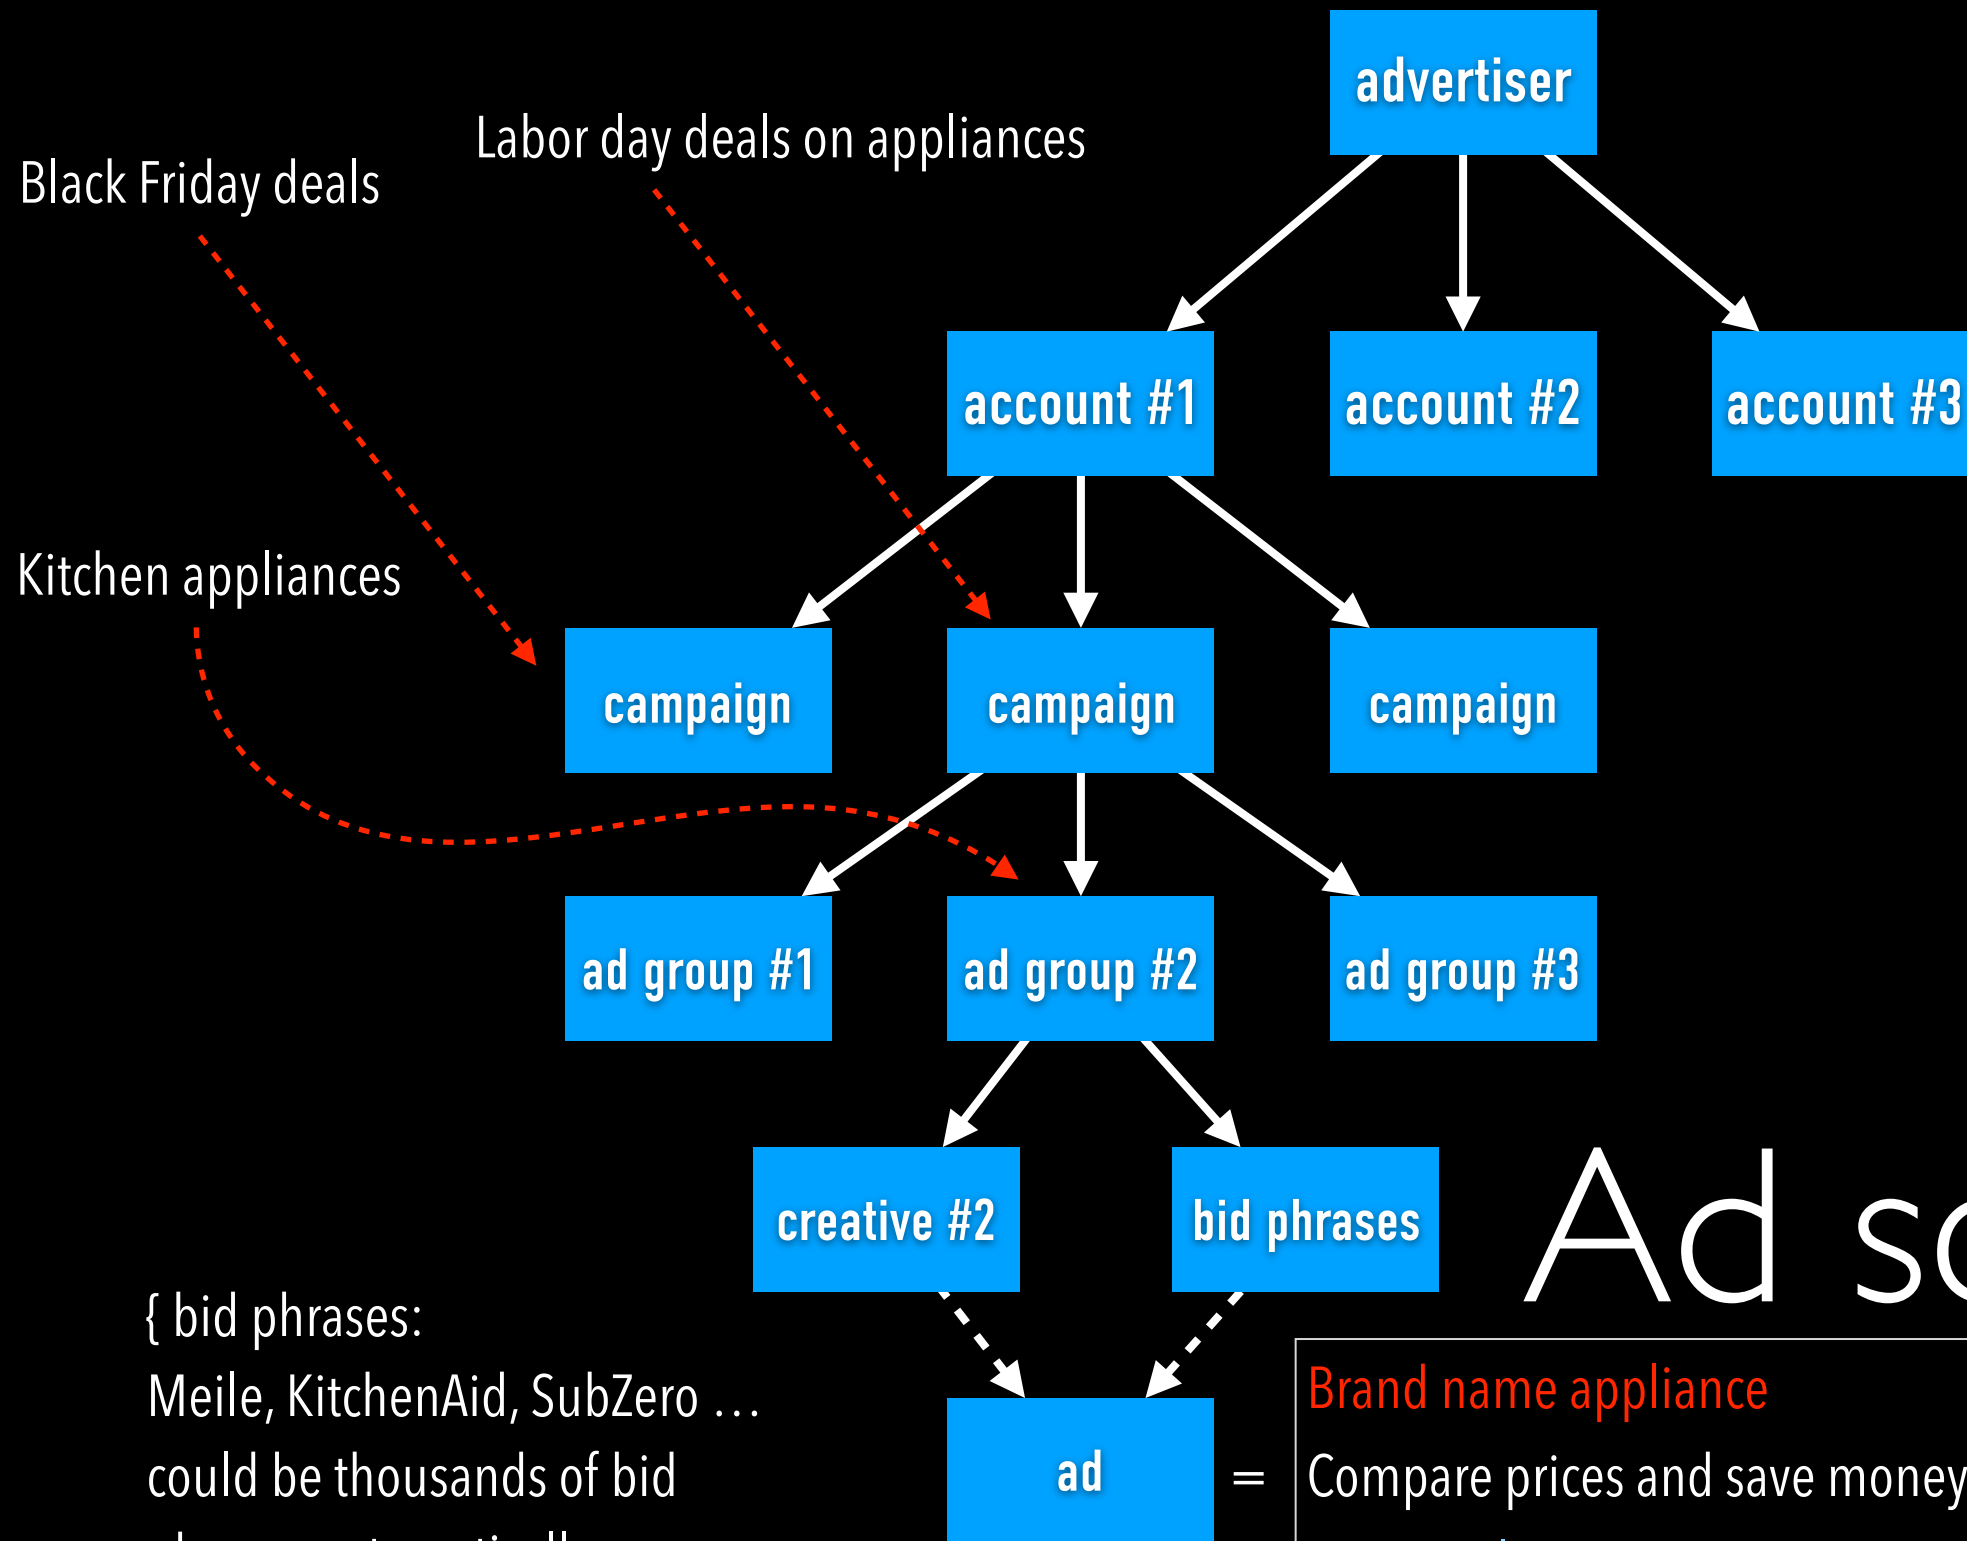 advertiser
Labor day deals on appliances
Black Friday deals
account #1
account #2
account #3
Kitchen appliances
campaign
campaign
campaign
ad group #1
ad group #2
ad group #3
creative #2
bid phrases
Ad
{ bid phrases:
Meile, KitchenAid, SubZero …
could be thousands of bid
ad
=
Brand name appliance
Compare prices and save money